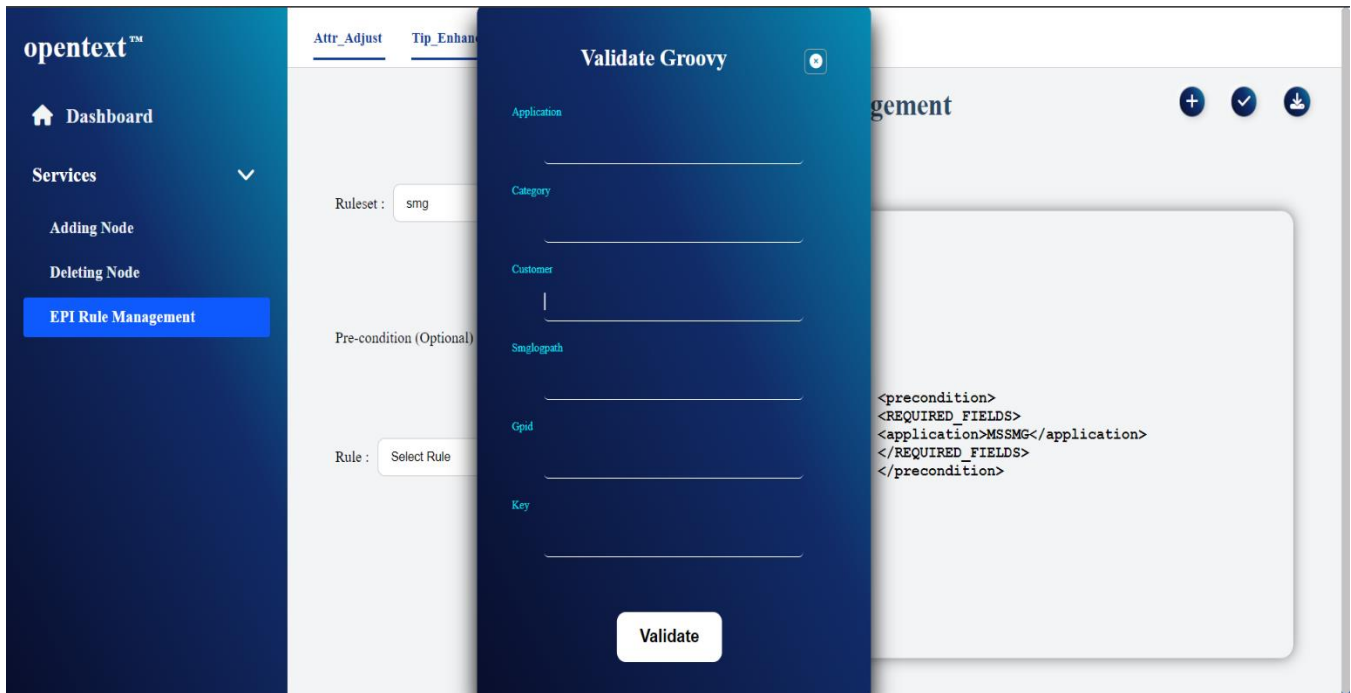 opentext™
Dashboard
Services
Adding Node
Deleting Node
EPI Rule Management
Attr_Adjust
Tip_Enhan
gement
Ruleset :
smg
Pre-condition (Optional)
Rule :
Select Rule
Validate Groovy
Application
Category
Customer
Smglogpath
Gpid
Key
Validate
<precondition>
<REQUIRED_FIELDS>
<application>MSSMG</application>
</REQUIRED_FIELDS>
</precondition>